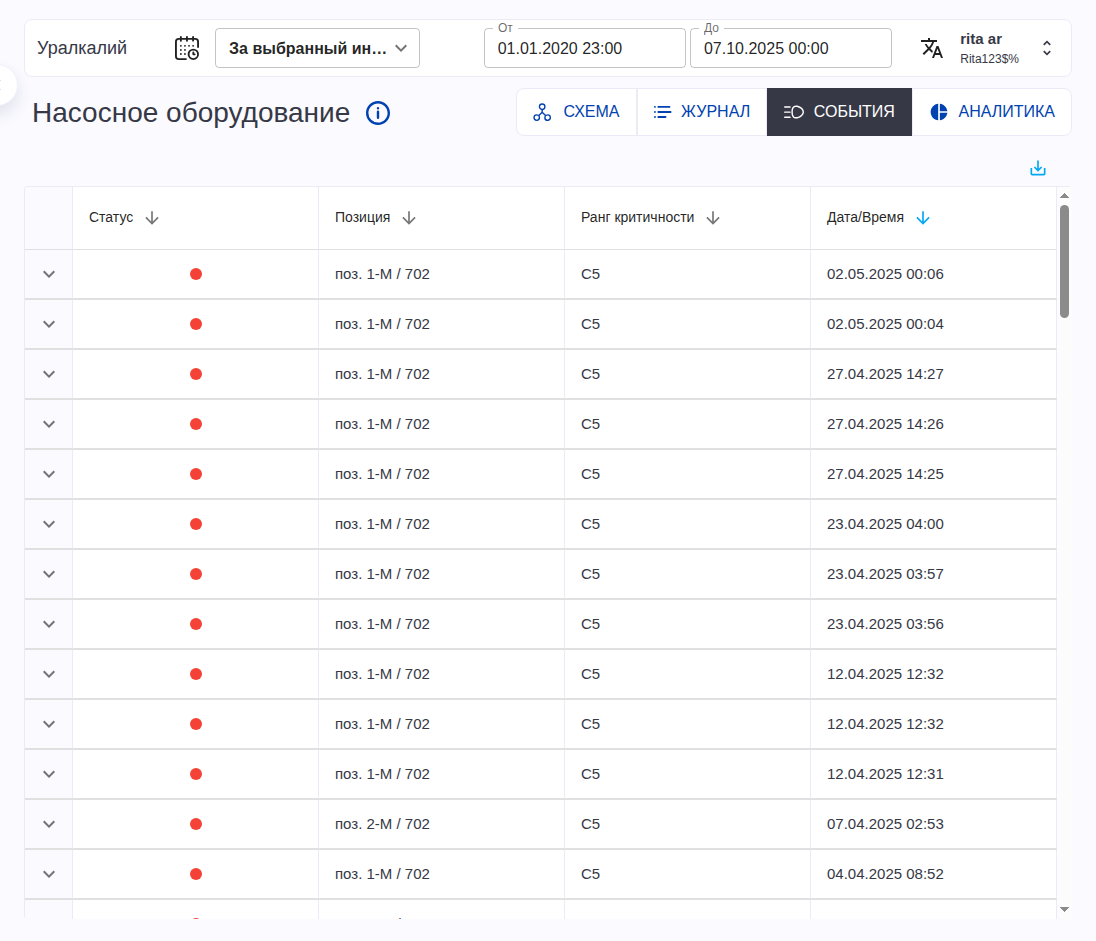 Уралкалий
За выбранный ин…
От
01.01.2020 23:00
До
07.10.2025 00:00
rita ar
Rita123$%
Насосное оборудование
СХЕМА
ЖУРНАЛ
СОБЫТИЯ
АНАЛИТИКА
Статус Позиция Ранг критичности Дата/Время
поз. 1-М / 702 C5 02.05.2025 00:06
поз. 1-М / 702 C5 02.05.2025 00:04
поз. 1-М / 702 C5 27.04.2025 14:27
поз. 1-М / 702 C5 27.04.2025 14:26
поз. 1-М / 702 C5 27.04.2025 14:25
поз. 1-М / 702 C5 23.04.2025 04:00
поз. 1-М / 702 C5 23.04.2025 03:57
поз. 1-М / 702 C5 23.04.2025 03:56
поз. 1-М / 702 C5 12.04.2025 12:32
поз. 1-М / 702 C5 12.04.2025 12:32
поз. 1-М / 702 C5 12.04.2025 12:31
поз. 2-М / 702 C5 07.04.2025 02:53
поз. 1-М / 702 C5 04.04.2025 08:52